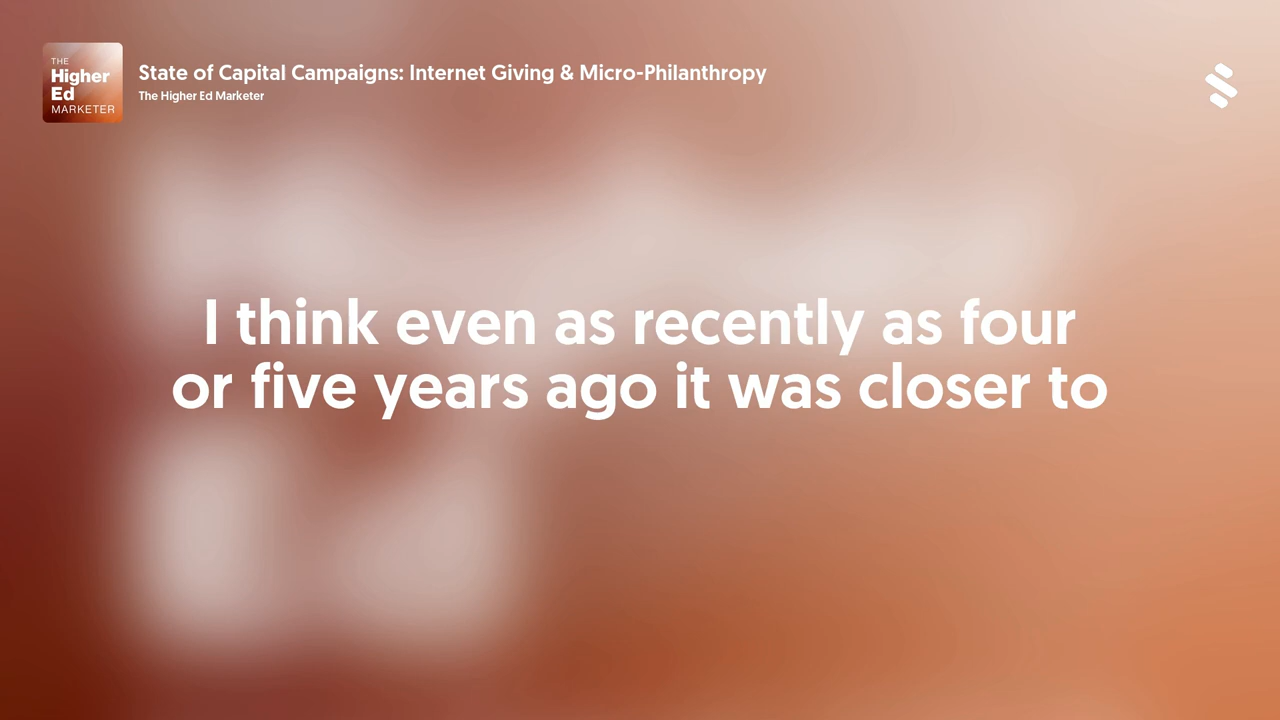 THE
Higher
Ed
MARKETER
State of Capital Campaigns: Internet Giving & Micro-Philanthropy
The Higher Ed Marketer
I think even as recently as four
or five years ago it was closer to